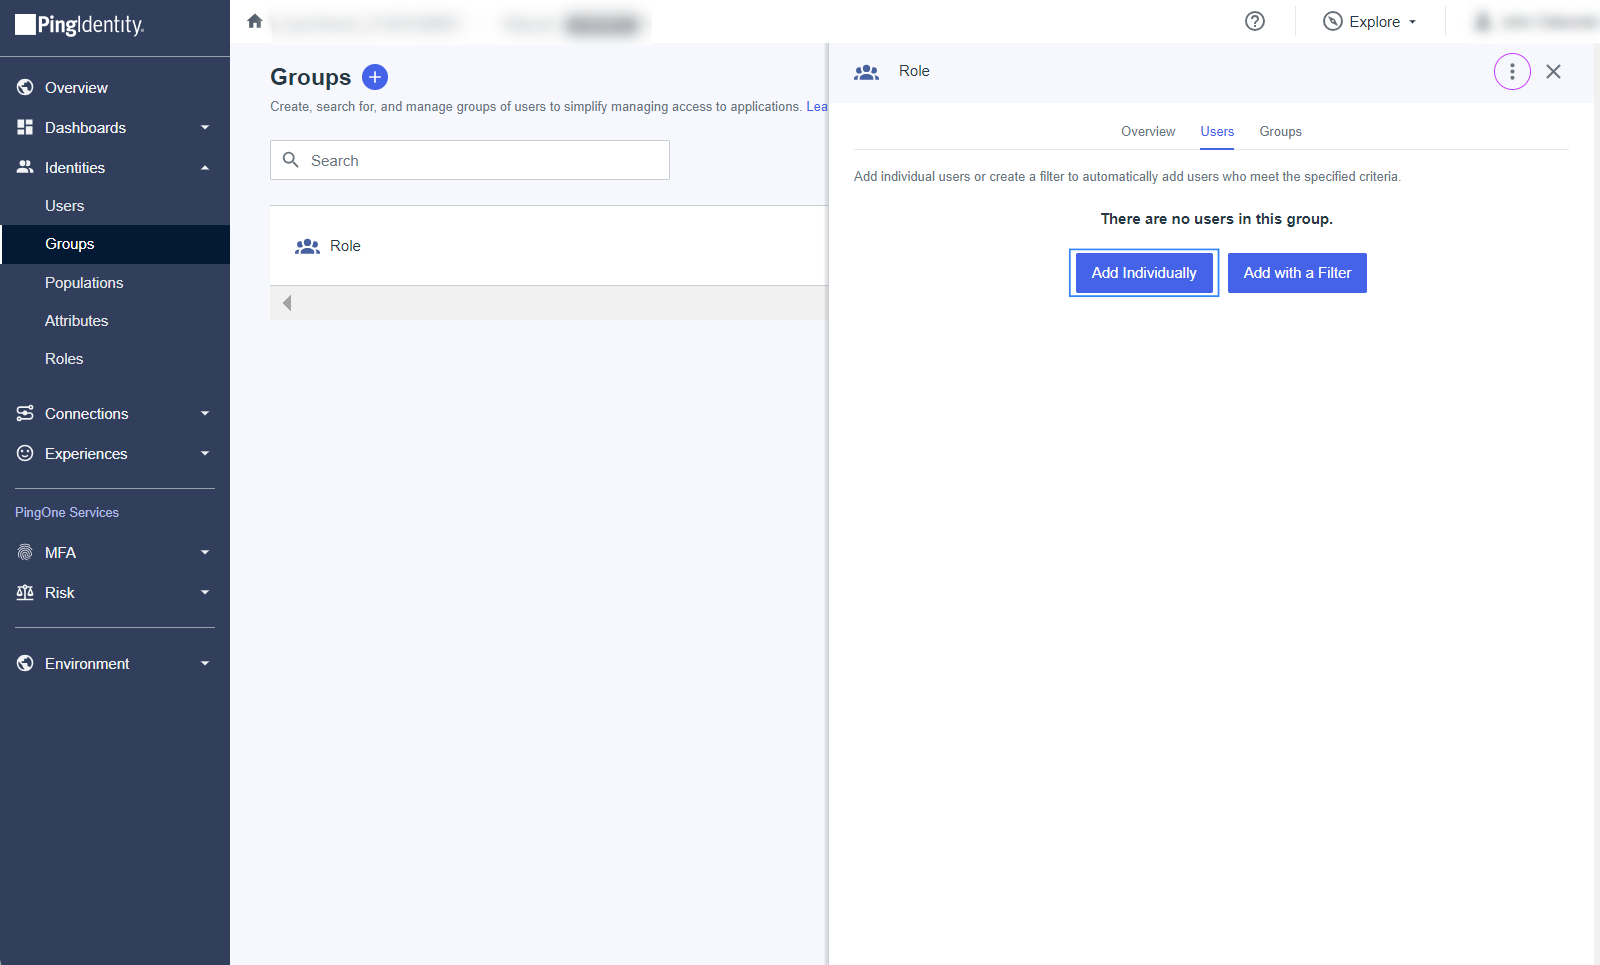 PingIdentity.
Explore
Overview
Dashboards
Identities
Users
Groups
Populations
Attributes
Roles
Connections
Experiences
PingOne Services
MFA
Risk
Environment
Groups
Create, search for, and manage groups of users to simplify managing access to applications. Lea
Search
Role
Role
Overview Users Groups
Add individual users or create a filter to automatically add users who meet the specified criteria.
There are no users in this group.
Add Individually Add with a Filter